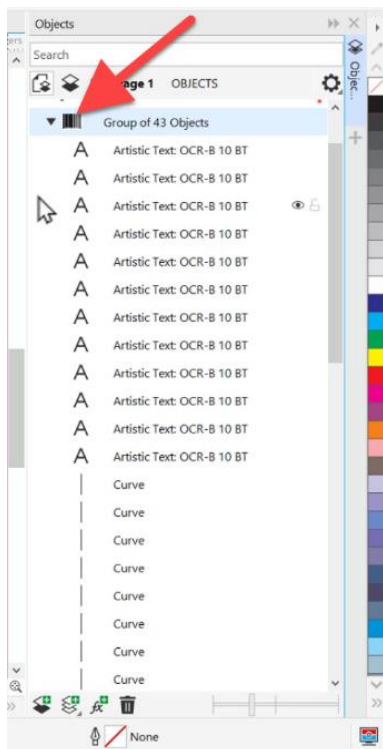 Objects
Search
Page 1 OBJECTS
Group of 43 Objects
Artistic Text: OCR-B 10 BT
Artistic Text: OCR-B 10 BT
Artistic Text: OCR-B 10 BT
Artistic Text: OCR-B 10 BT
Artistic Text: OCR-B 10 BT
Artistic Text: OCR-B 10 BT
Artistic Text: OCR-B 10 BT
Artistic Text: OCR-B 10 BT
Artistic Text: OCR-B 10 BT
Artistic Text: OCR-B 10 BT
Artistic Text: OCR-B 10 BT
Artistic Text: OCR-B 10 BT
Curve
Curve
Curve
Curve
Curve
Curve
Curve
Curve
None
Objec...